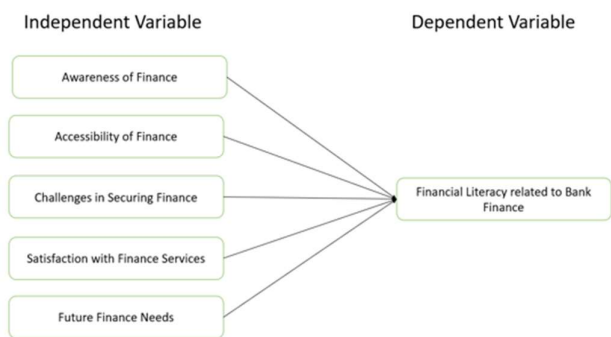 Independent Variable
Dependent Variable
Awareness of Finance
Accessibility of Finance
Challenges in Securing Finance
Satisfaction with Finance Services
Future Finance Needs
Financial Literacy related to Bank
Finance